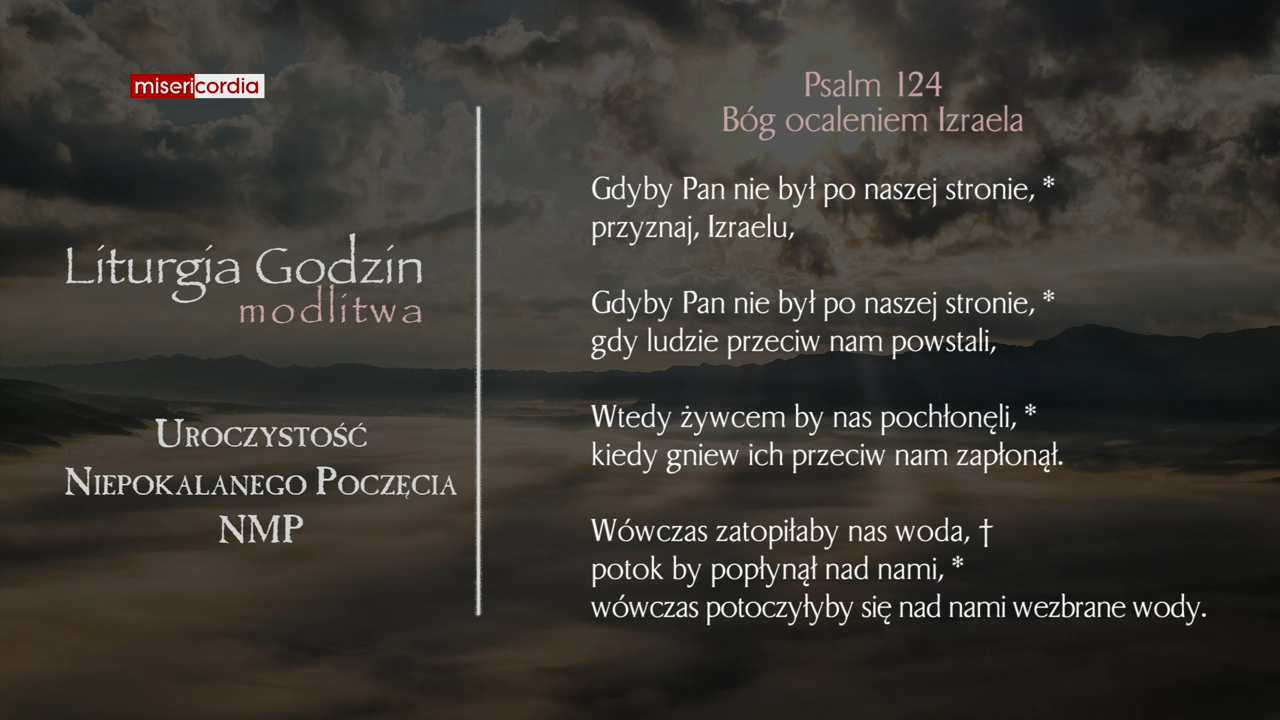 misericordia
Liturgia Godzin
modlitwa
Uroczystość
Niepokalanego Poczęcia
NMP
Psalm 124
Bóg ocaleniem Izraela
Gdyby Pan nie był po naszej stronie, *
przyznaj, Izraelu,
Gdyby Pan nie był po naszej stronie, *
gdy ludzie przeciw nam powstali,
Wtedy żywcem by nas pochłonęli, *
kiedy gniew ich przeciw nam zapłonął.
Wówczas zatopiłaby nas woda, †
potok by popłynął nad nami, *
wówczas potoczyłyby się nad nami wezbrane wody.